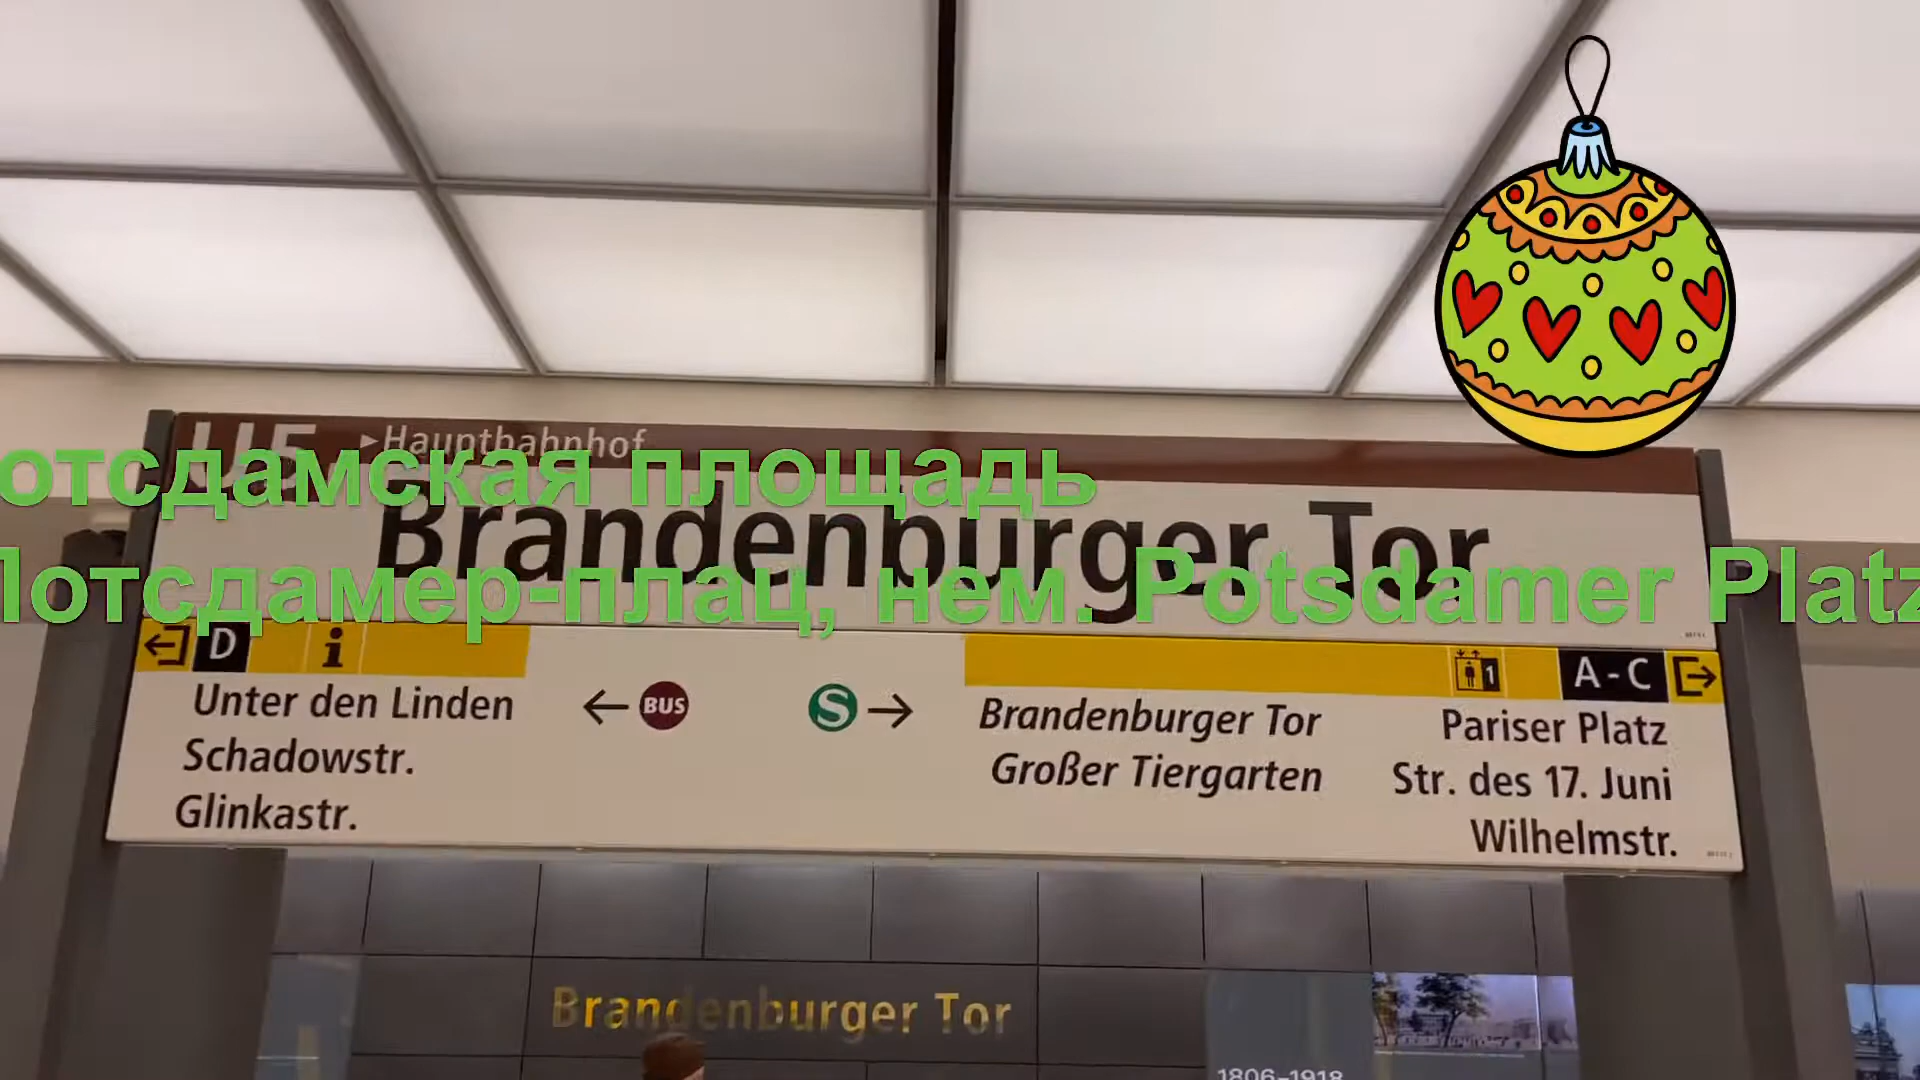 U5 ▸Hauptbahnhof
отсдамская площадь
Brandenburger Tor
Потсдамер-плац, нем. Potsdamer Platz
D i 1 A-C
Unter den Linden
Schadowstr.
Glinkastr.
← BUS
S →
Brandenburger Tor
Großer Tiergarten
Pariser Platz
Str. des 17. Juni
Wilhelmstr.
Brandenburger Tor
1806-1918